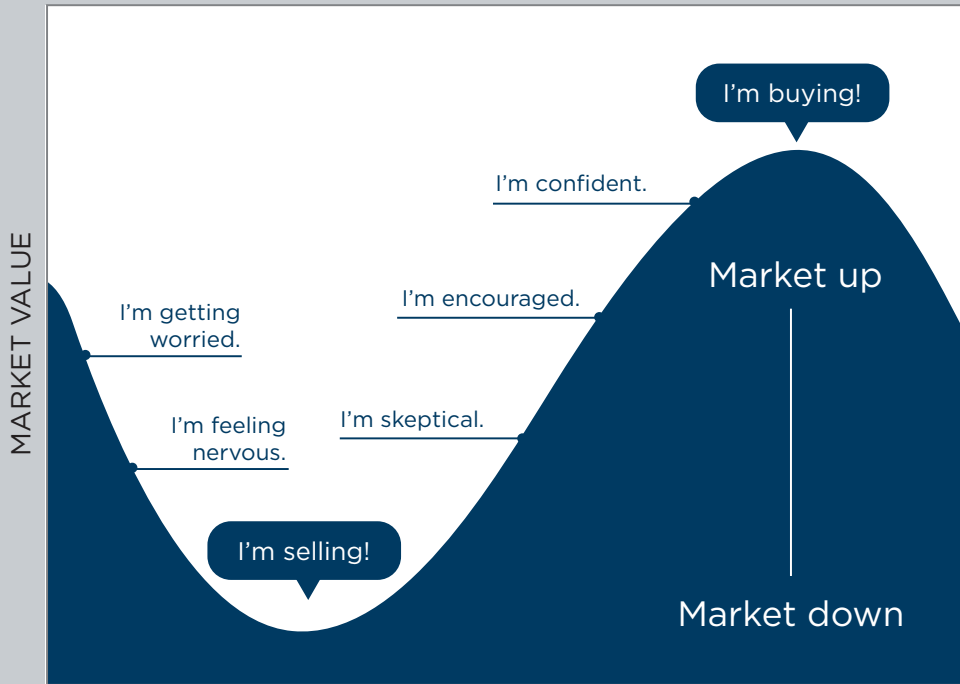 MARKET VALUE
I’m getting
worried.
I’m feeling
nervous.
I’m selling!
I’m skeptical.
I’m encouraged.
I’m confident.
I’m buying!
Market up
Market down